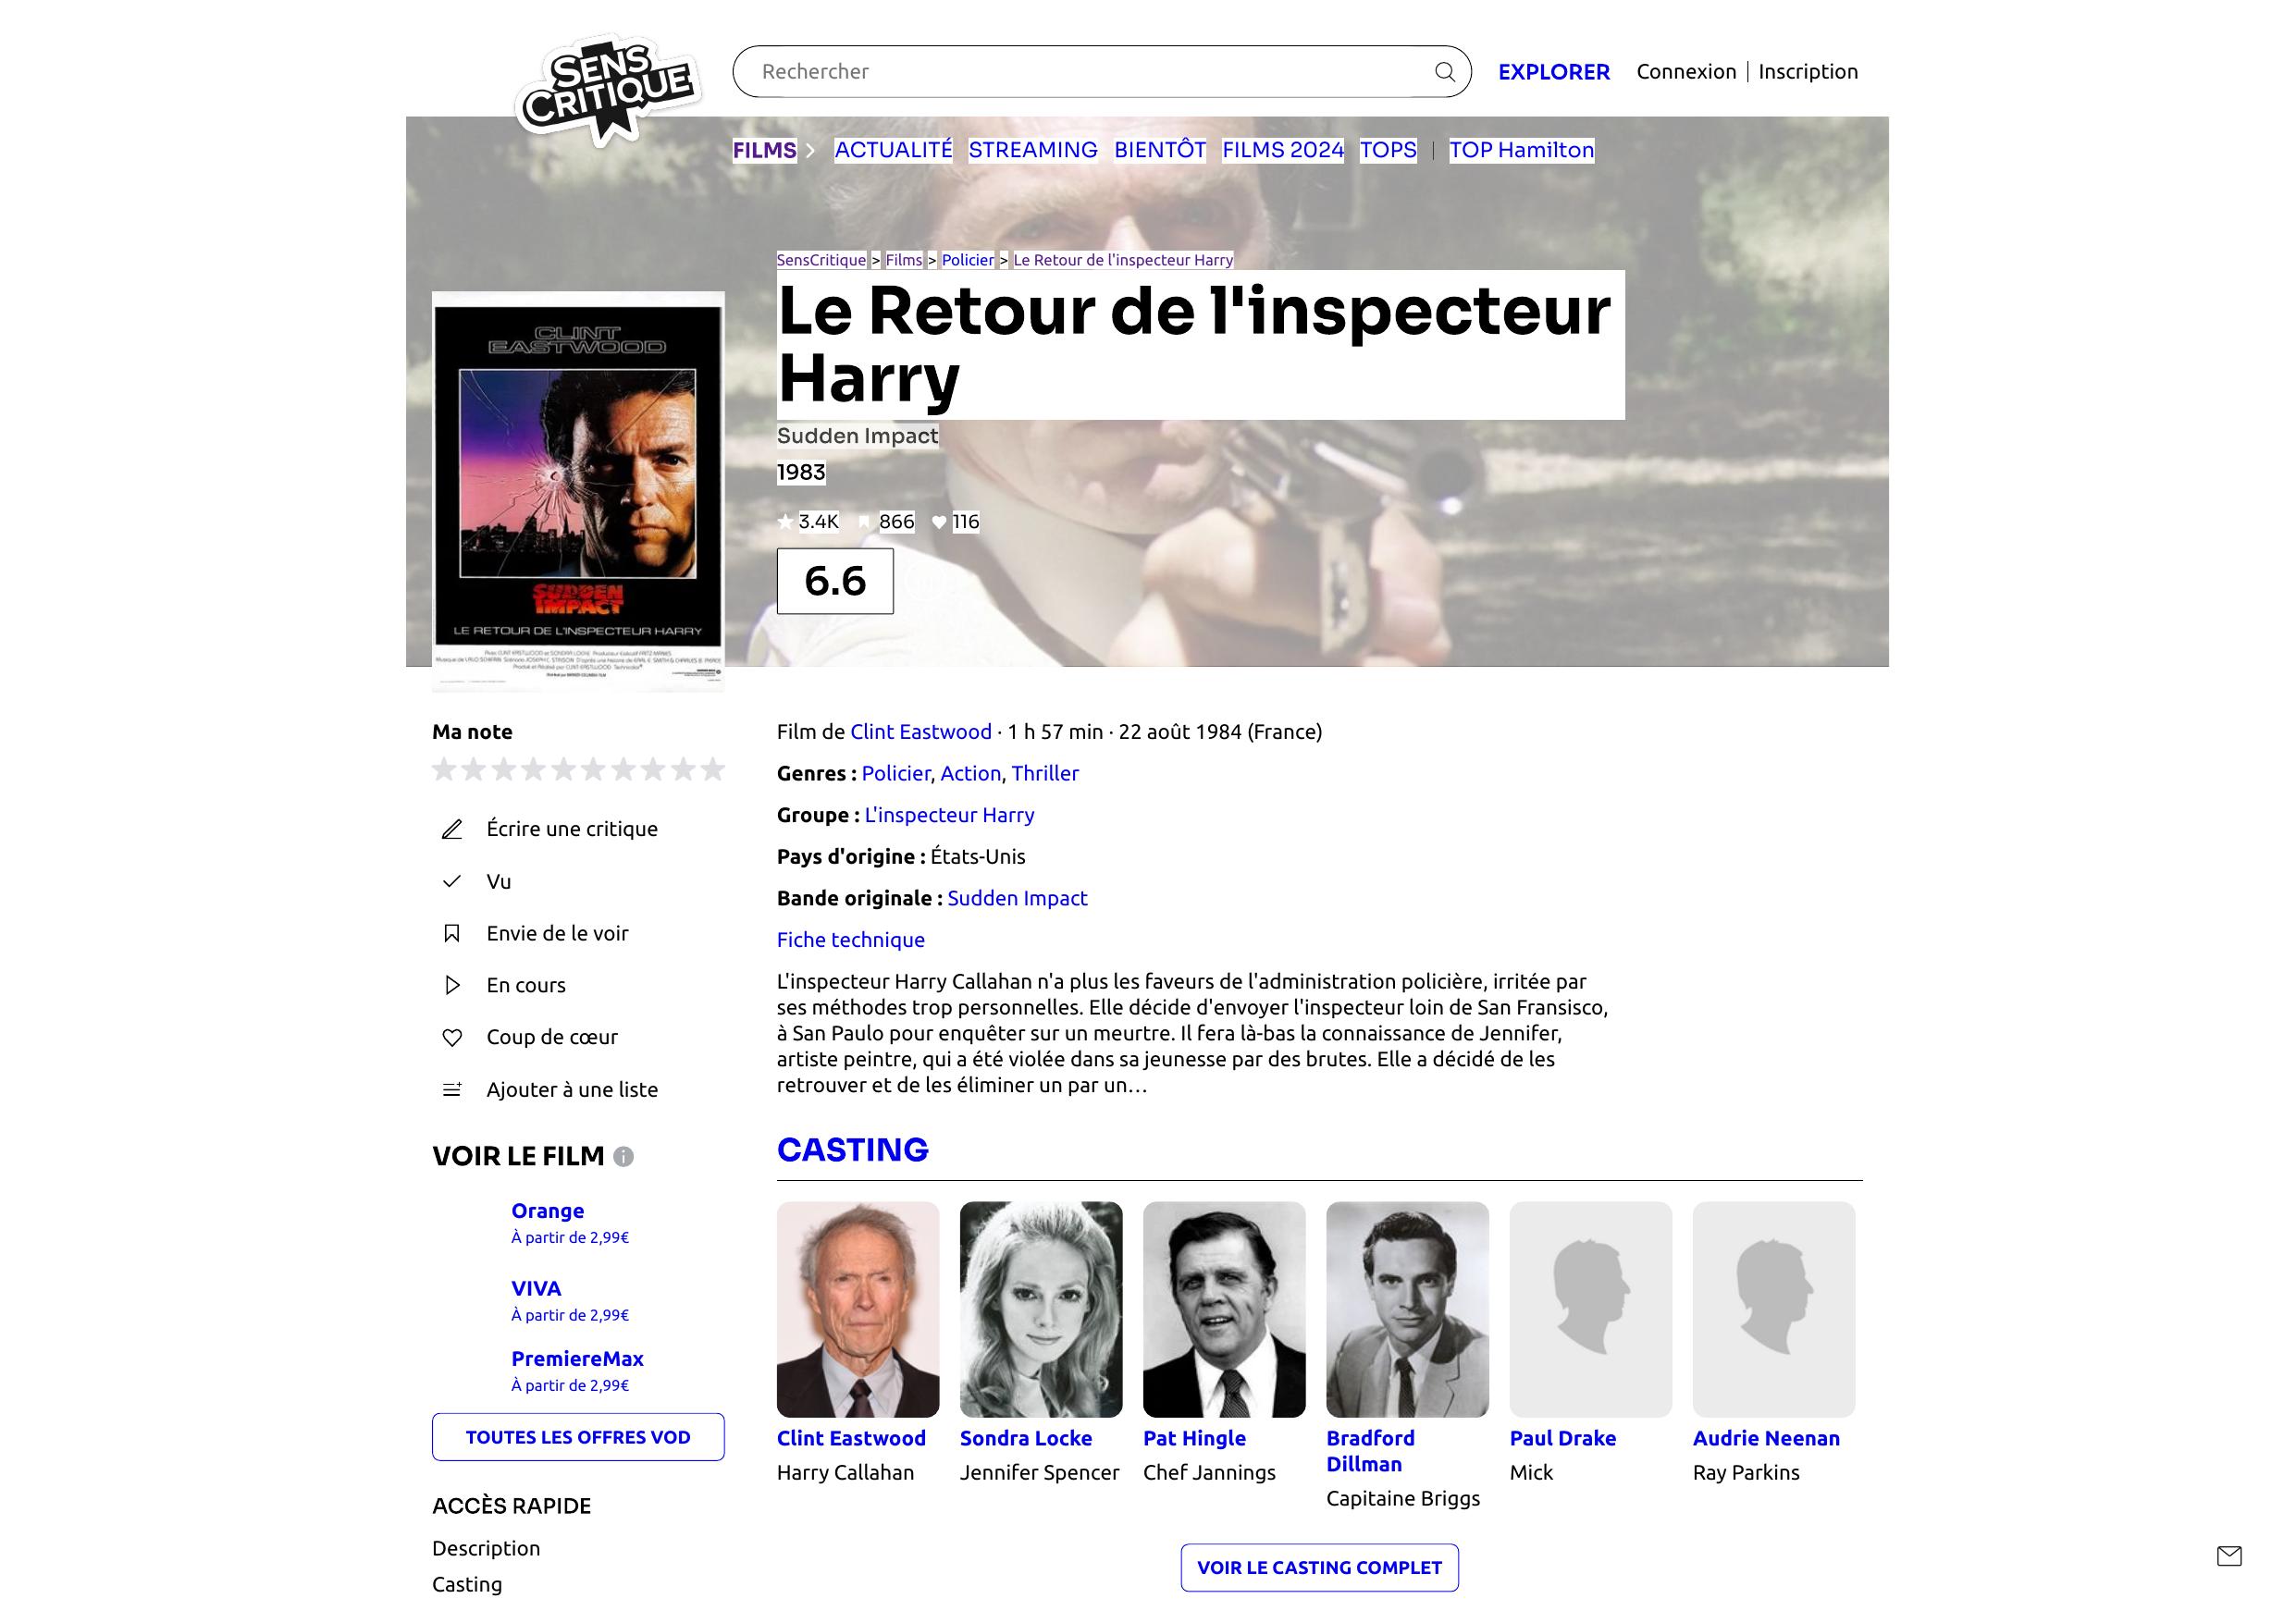 SENS CRITIQUE
Rechercher
EXPLORER
Connexion | Inscription
FILMS
ACTUALITÉ STREAMING BIENTÔT FILMS 2024 TOPS | TOP Hamilton
SensCritique > Films > Policier > Le Retour de l'inspecteur Harry
Le Retour de l'inspecteur
Harry
Sudden Impact
1983
3.4K 866 116
6.6
CLINT
EASTWOOD
SUDDEN
IMPACT
LE RETOUR DE L'INSPECTEUR HARRY
Ma note
Écrire une critique
Vu
Envie de le voir
En cours
Coup de cœur
Ajouter à une liste
VOIR LE FILM
Orange
À partir de 2,99€
VIVA
À partir de 2,99€
PremiereMax
À partir de 2,99€
TOUTES LES OFFRES VOD
ACCÈS RAPIDE
Description
Casting
Film de Clint Eastwood · 1 h 57 min · 22 août 1984 (France)
Genres : Policier, Action, Thriller
Groupe : L'inspecteur Harry
Pays d'origine : États-Unis
Bande originale : Sudden Impact
Fiche technique
L'inspecteur Harry Callahan n'a plus les faveurs de l'administration policière, irritée par
ses méthodes trop personnelles. Elle décide d'envoyer l'inspecteur loin de San Fransisco,
à San Paulo pour enquêter sur un meurtre. Il fera là-bas la connaissance de Jennifer,
artiste peintre, qui a été violée dans sa jeunesse par des brutes. Elle a décidé de les
retrouver et de les éliminer un par un…
CASTING
Clint Eastwood
Harry Callahan
Sondra Locke
Jennifer Spencer
Pat Hingle
Chef Jannings
Bradford
Dillman
Capitaine Briggs
Paul Drake
Mick
Audrie Neenan
Ray Parkins
VOIR LE CASTING COMPLET